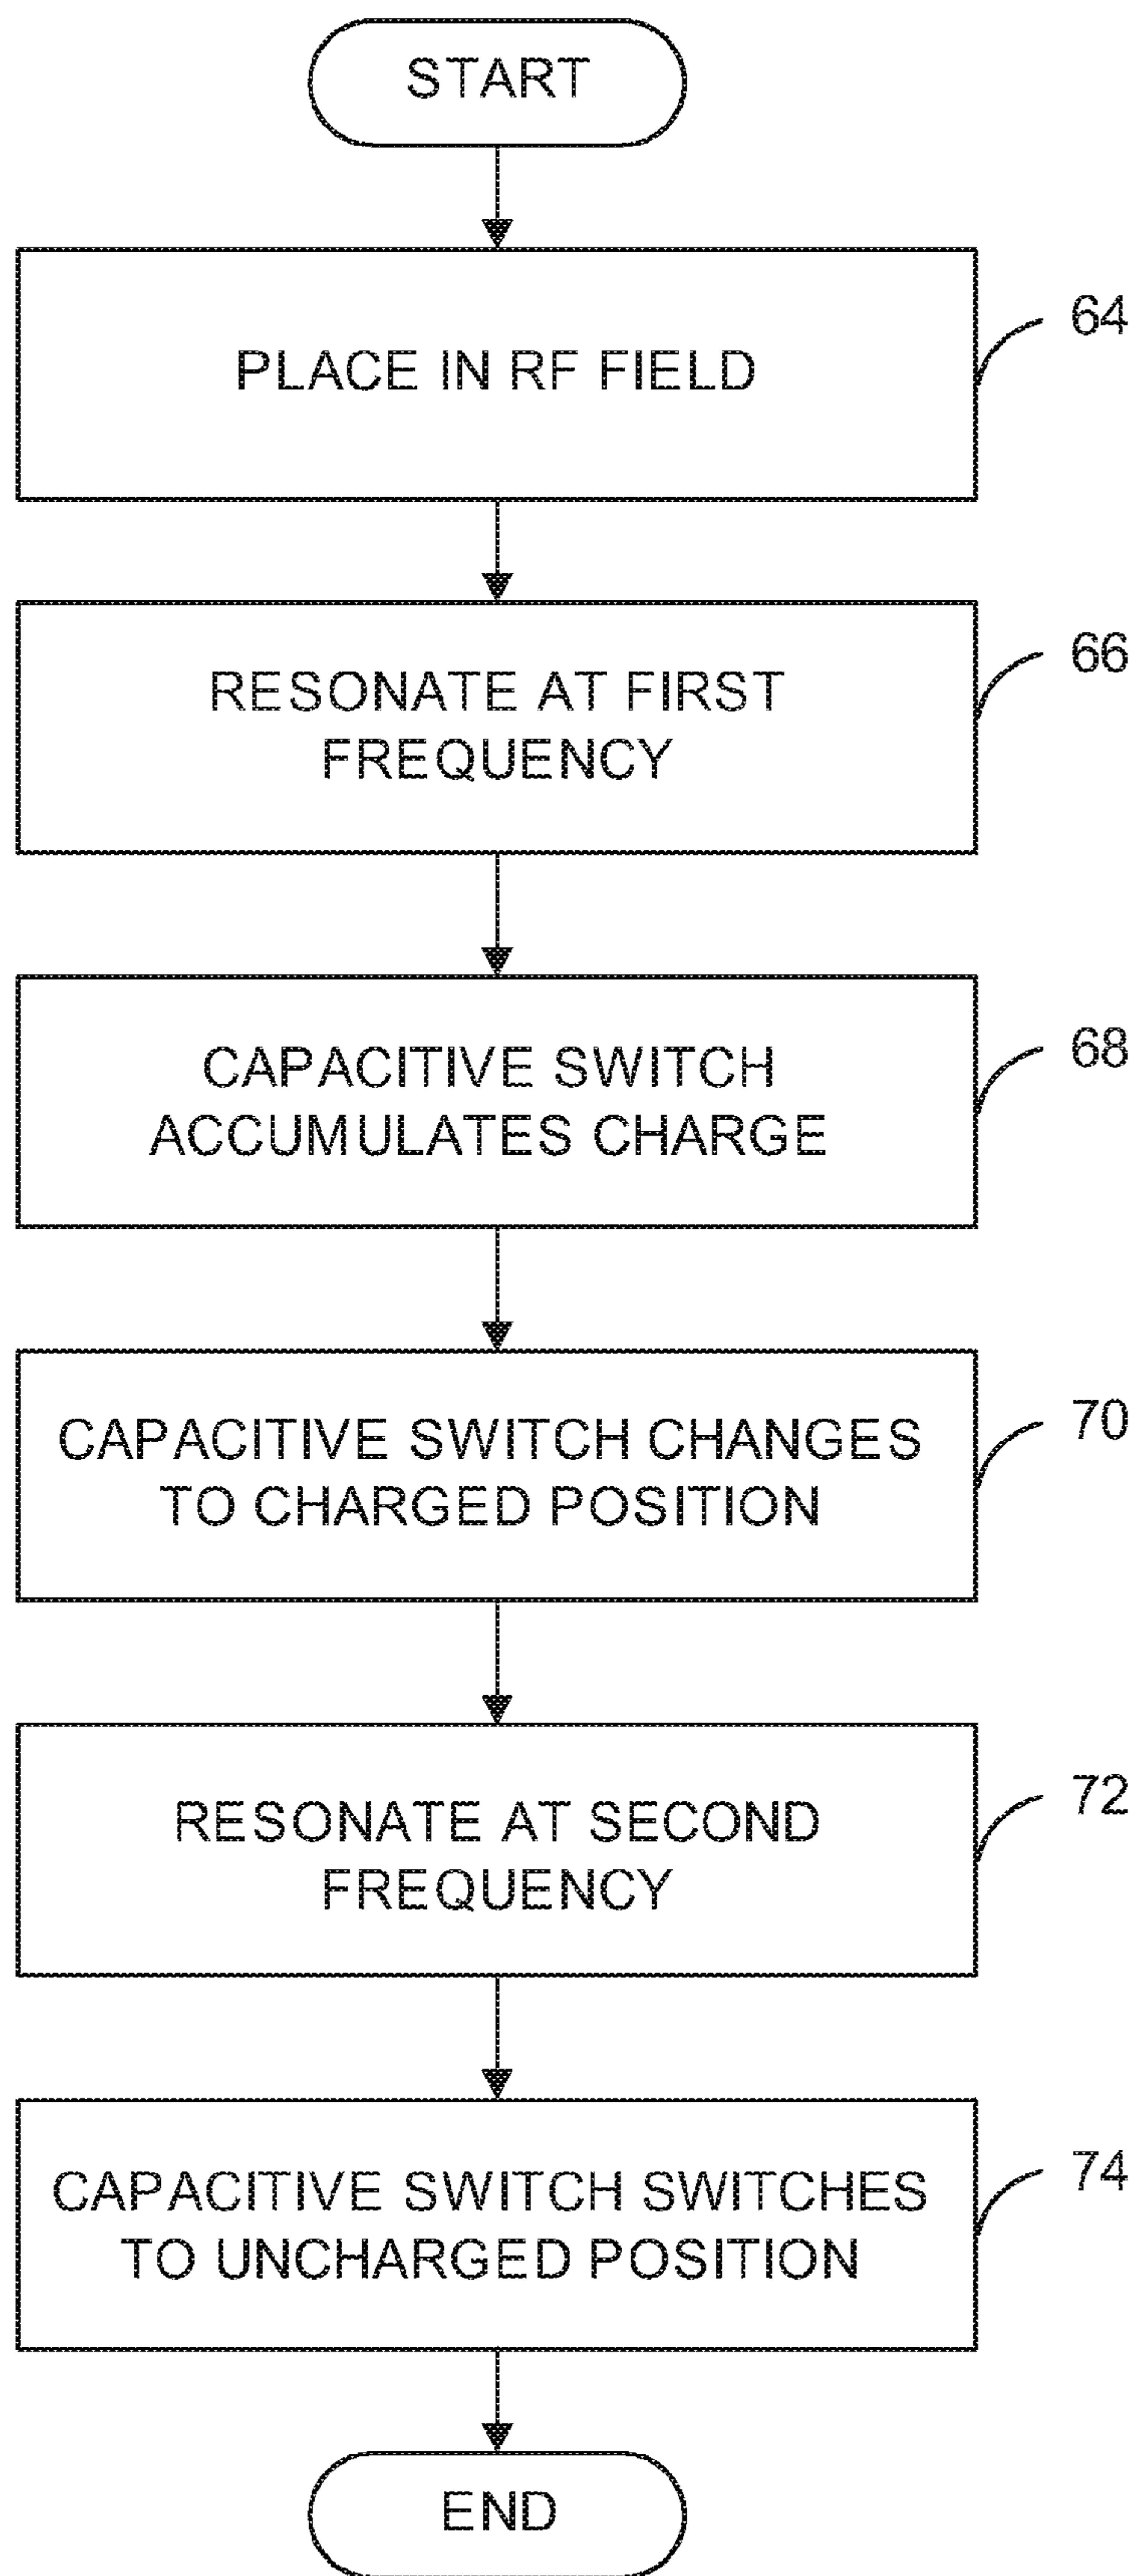 START
PLACE IN RF FIELD
64
RESONATE AT FIRST
FREQUENCY
66
CAPACITIVE SWITCH
ACCUMULATES CHARGE
68
CAPACITIVE SWITCH CHANGES
TO CHARGED POSITION
70
RESONATE AT SECOND
FREQUENCY
72
CAPACITIVE SWITCH SWITCHES
TO UNCHARGED POSITION
74
END